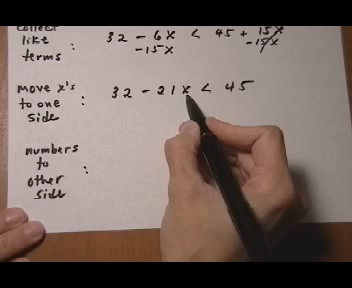 collect
like
terms :
32 - 6x < 45 + 15x
-15x -15x
move x's
to one
side :
32 - 21x < 45
numbers
to
other
side :